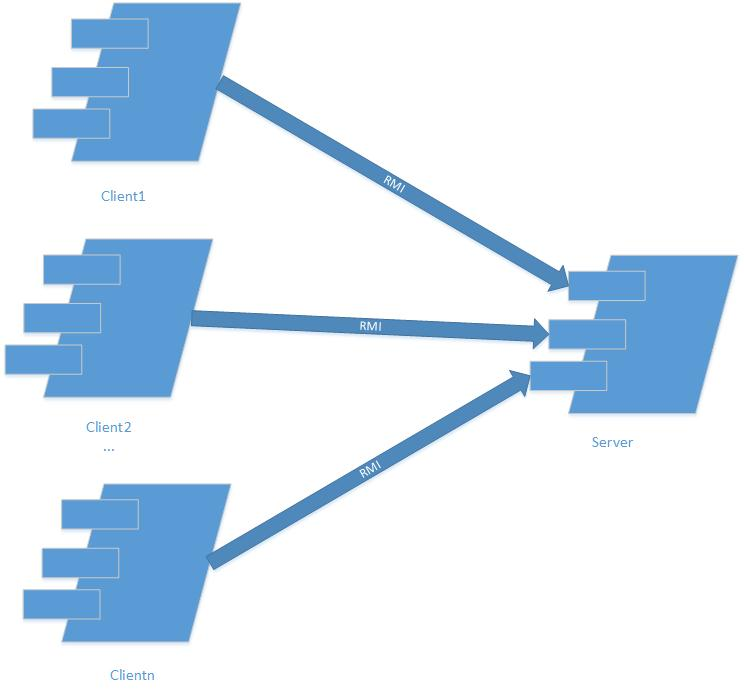 RMI
Client1
RMI
Client2
...
Server
RMI
Clientn